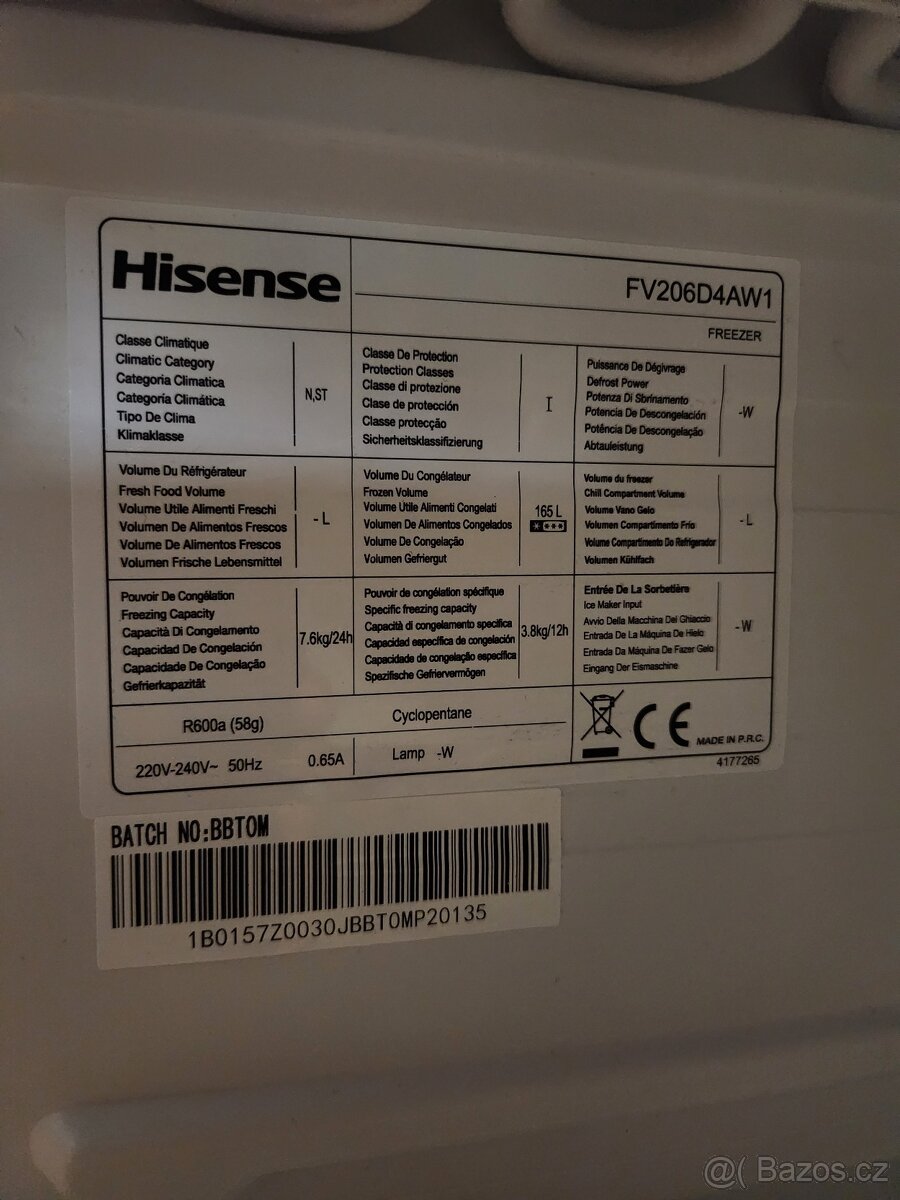 Hisense
FV206D4AW1
FREEZER
Classe Climatique
Climatic Category
Categoria Climatica
Categoría Climática
Tipo De Clima
Klimaklasse
N,ST
Classe De Protection
Protection Classes
Classe di protezione
Clase de protección
Classe protecção
Sicherheitsklassifizierung
I
Puissance De Dégivrage
Defrost Power
Potenza Di Sbrinamento
Potencia De Descongelación
Potência De Descongelação
Abtauleistung
-W
Volume Du Réfrigérateur
Fresh Food Volume
Volume Utile Alimenti Freschi
Volumen De Alimentos Frescos
Volume De Alimentos Frescos
Volumen Frische Lebensmittel
- L
Volume Du Congélateur
Frozen Volume
Volume Utile Alimenti Congelati
Volumen De Alimentos Congelados
Volume De Congelação
Volumen Gefriergut
165 L
Volume du freezer
Chill Compartment Volume
Volume Vano Gelo
Volumen Compartimento Frío
Volume Compartimento Do Refrigerador
Volumen Kühlfach
-L
Pouvoir De Congélation
Freezing Capacity
Capacità Di Congelamento
Capacidad De Congelación
Capacidade De Congelação
Gefrierkapazität
7.6kg/24h
Pouvoir de congélation spécifique
Specific freezing capacity
Capacità di congelamento specifica
Capacidad específica de congelación
Capacidade de congelação específica
Spezifische Gefriervermögen
3.8kg/12h
Entrée De La Sorbetière
Ice Maker Input
Avvio Della Macchina Del Ghiaccio
Entrada De La Máquina De Hielo
Entrada Da Máquina De Fazer Gelo
Eingang Der Eismaschine
-W
R600a (58g)
Cyclopentane
220V-240V~ 50Hz
0.65A
Lamp -W
CE
MADE IN P.R.C.
4177265
BATCH NO:BBTOM
1B0157Z0030JBBT0MP20135
@( Bazos.cz